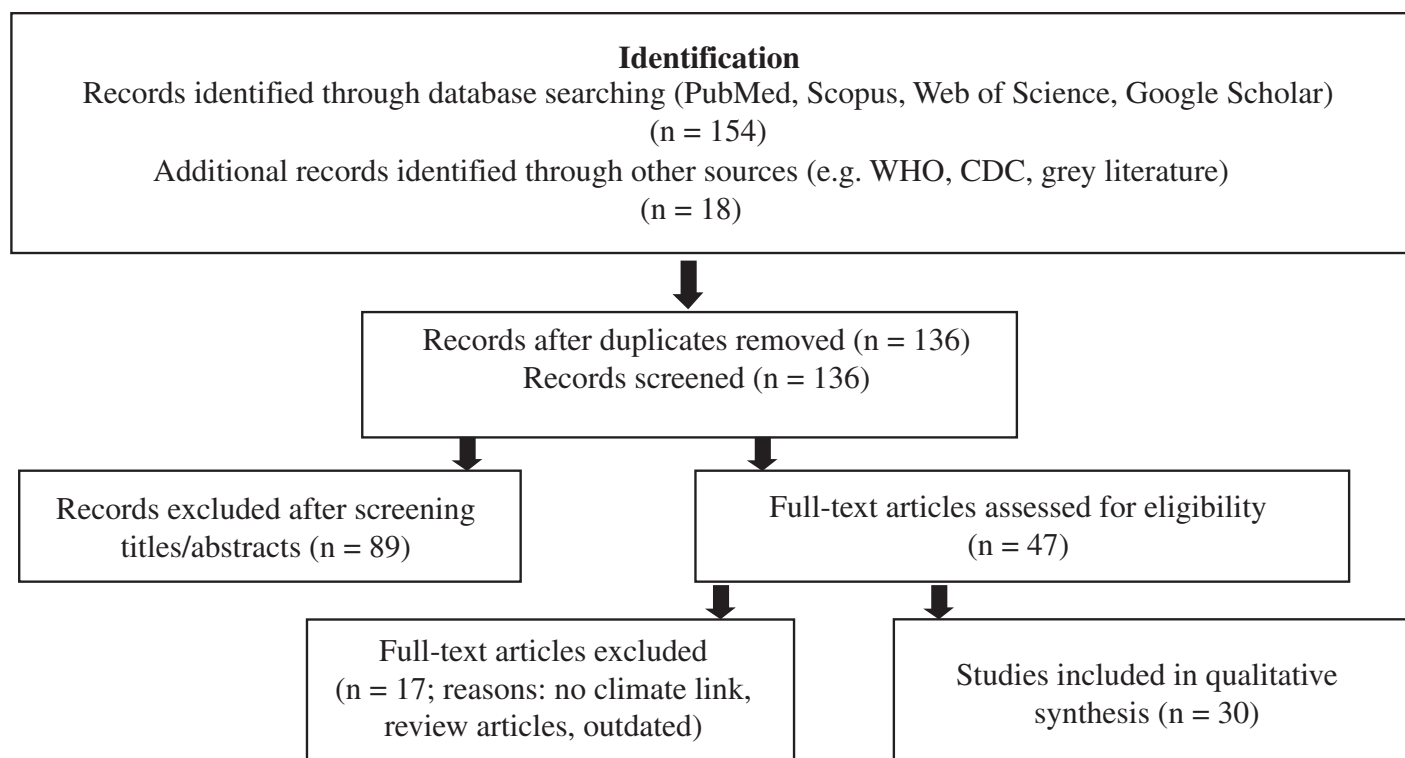 Identification
Records identified through database searching (PubMed, Scopus, Web of Science, Google Scholar)
(n = 154)
Additional records identified through other sources (e.g. WHO, CDC, grey literature)
(n = 18)
Records after duplicates removed (n = 136)
Records screened (n = 136)
Records excluded after screening
titles/abstracts (n = 89)
Full-text articles assessed for eligibility
(n = 47)
Full-text articles excluded
(n = 17; reasons: no climate link,
review articles, outdated)
Studies included in qualitative
synthesis (n = 30)